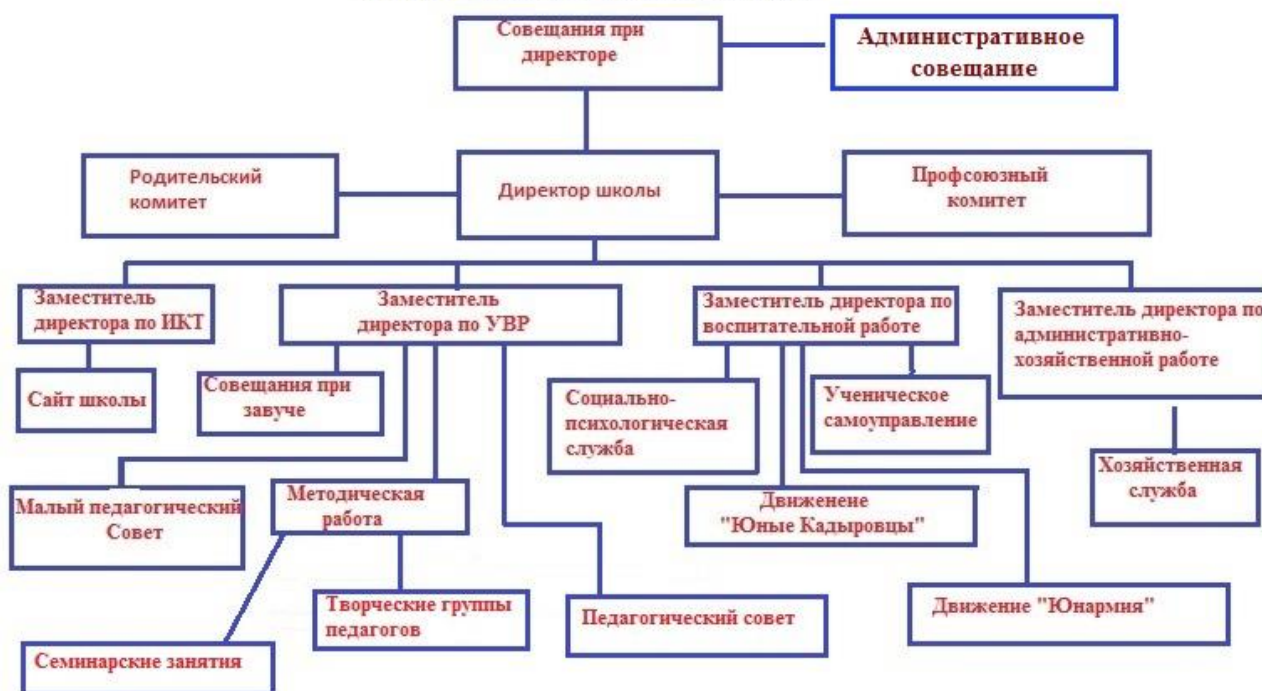 Совещания при
директоре
Административное
совещание
Родительский
комитет
Директор школы
Профсоюзный
комитет
Заместитель
директора по ИКТ
Заместитель
директора по УВР
Заместитель директора по
воспитательной работе
Заместитель директора по
административно-
хозяйственной работе
Сайт школы
Совещания при
завуче
Социально-
психологическая
служба
Ученическое
самоуправление
Хозяйственная
служба
Малый педагогический
Совет
Методическая
работа
Движенеие
"Юные Кадыровцы"
Творческие группы
педагогов
Педагогический совет
Движение "Юнармия"
Семинарские занятия